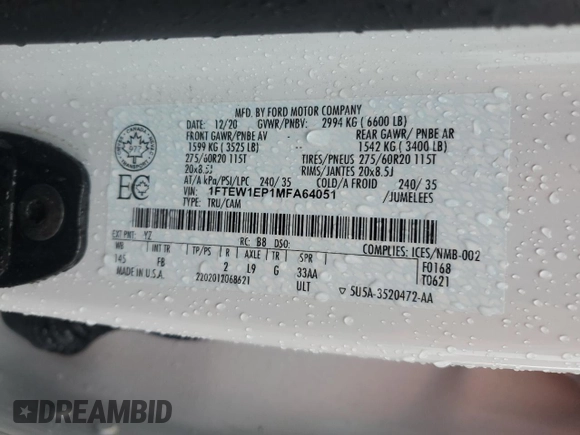 MFD. BY FORD MOTOR COMPANY
12/20 GVWR/PNBV: 2994 KG ( 6600 LB)
FRONT GAWR/PNBE AV REAR GAWR/ PNBE AR
1599 KG ( 3525 LB) 1542 KG ( 3400 LB)
275/60R20 115T TIRES/PNEUS 275/60R20 115T
20x8.5J RIMS/JANTES 20x8.5J
AT/A kPa/PSI/LPC 240/ 35 COLD/A FROID 240/ 35
VIN: 1FTEW1EP1MFA64051 /JUMELEES
TYPE: TRU/CAM
EC
EXT PNT: YZ RC: B8 DSO: COMPLIES: ICES/NMB-002
WB INT TR TP/PS R AXLE TR SPR F0168
145 FB 2 L9 G 33AA T0621
MADE IN U.S.A. 2202012068621 ULT ▽ 5U5A-3520472-AA
DREAMBID